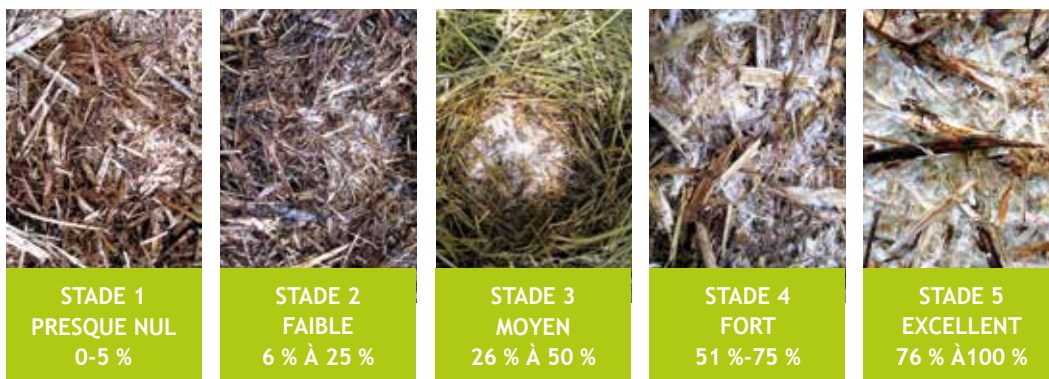 STADE 1
PRESQUE NUL
0-5 %
STADE 2
FAIBLE
6 % À 25 %
STADE 3
MOYEN
26 % À 50 %
STADE 4
FORT
51 %-75 %
STADE 5
EXCELLENT
76 % À100 %